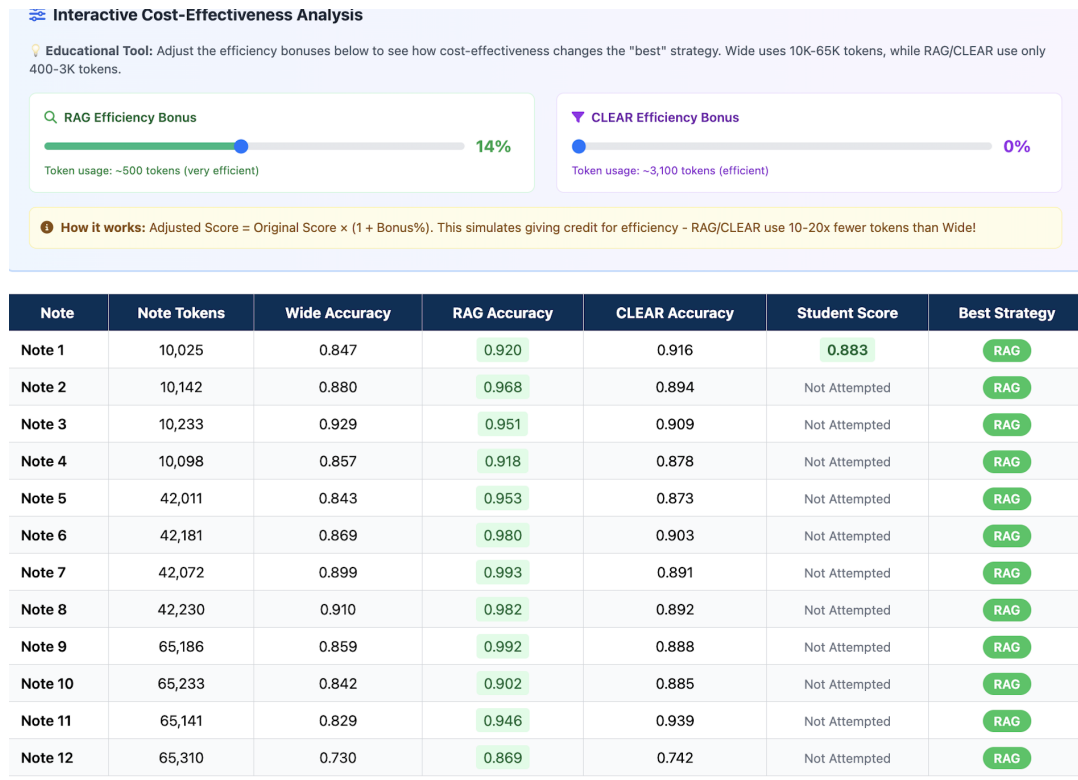 Interactive Cost-Effectiveness Analysis
💡 Educational Tool: Adjust the efficiency bonuses below to see how cost-effectiveness changes the "best" strategy. Wide uses 10K-65K tokens, while RAG/CLEAR use only
400-3K tokens.
RAG Efficiency Bonus
14%
Token usage: ~500 tokens (very efficient)
CLEAR Efficiency Bonus
0%
Token usage: ~3,100 tokens (efficient)
How it works: Adjusted Score = Original Score × (1 + Bonus%). This simulates giving credit for efficiency - RAG/CLEAR use 10-20x fewer tokens than Wide!
Note Note Tokens Wide Accuracy RAG Accuracy CLEAR Accuracy Student Score Best Strategy
Note 1 10,025 0.847 0.920 0.916 0.883 RAG
Note 2 10,142 0.880 0.968 0.894 Not Attempted RAG
Note 3 10,233 0.929 0.951 0.909 Not Attempted RAG
Note 4 10,098 0.857 0.918 0.878 Not Attempted RAG
Note 5 42,011 0.843 0.953 0.873 Not Attempted RAG
Note 6 42,181 0.869 0.980 0.903 Not Attempted RAG
Note 7 42,072 0.899 0.993 0.891 Not Attempted RAG
Note 8 42,230 0.910 0.982 0.892 Not Attempted RAG
Note 9 65,186 0.859 0.992 0.888 Not Attempted RAG
Note 10 65,233 0.842 0.902 0.885 Not Attempted RAG
Note 11 65,141 0.829 0.946 0.939 Not Attempted RAG
Note 12 65,310 0.730 0.869 0.742 Not Attempted RAG